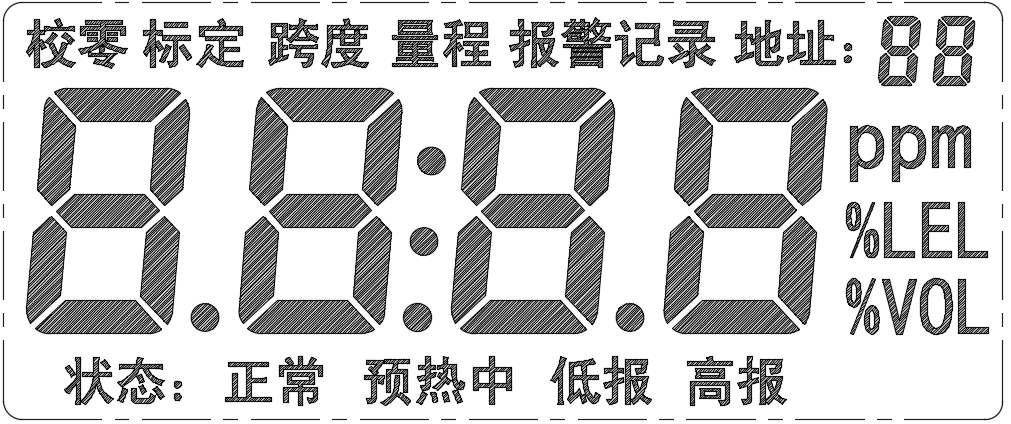 校零 标定 跨度 量程 报警记录 地址: 88
8.8:8.8
ppm
%LEL
%VOL
状态: 正常 预热中 低报 高报